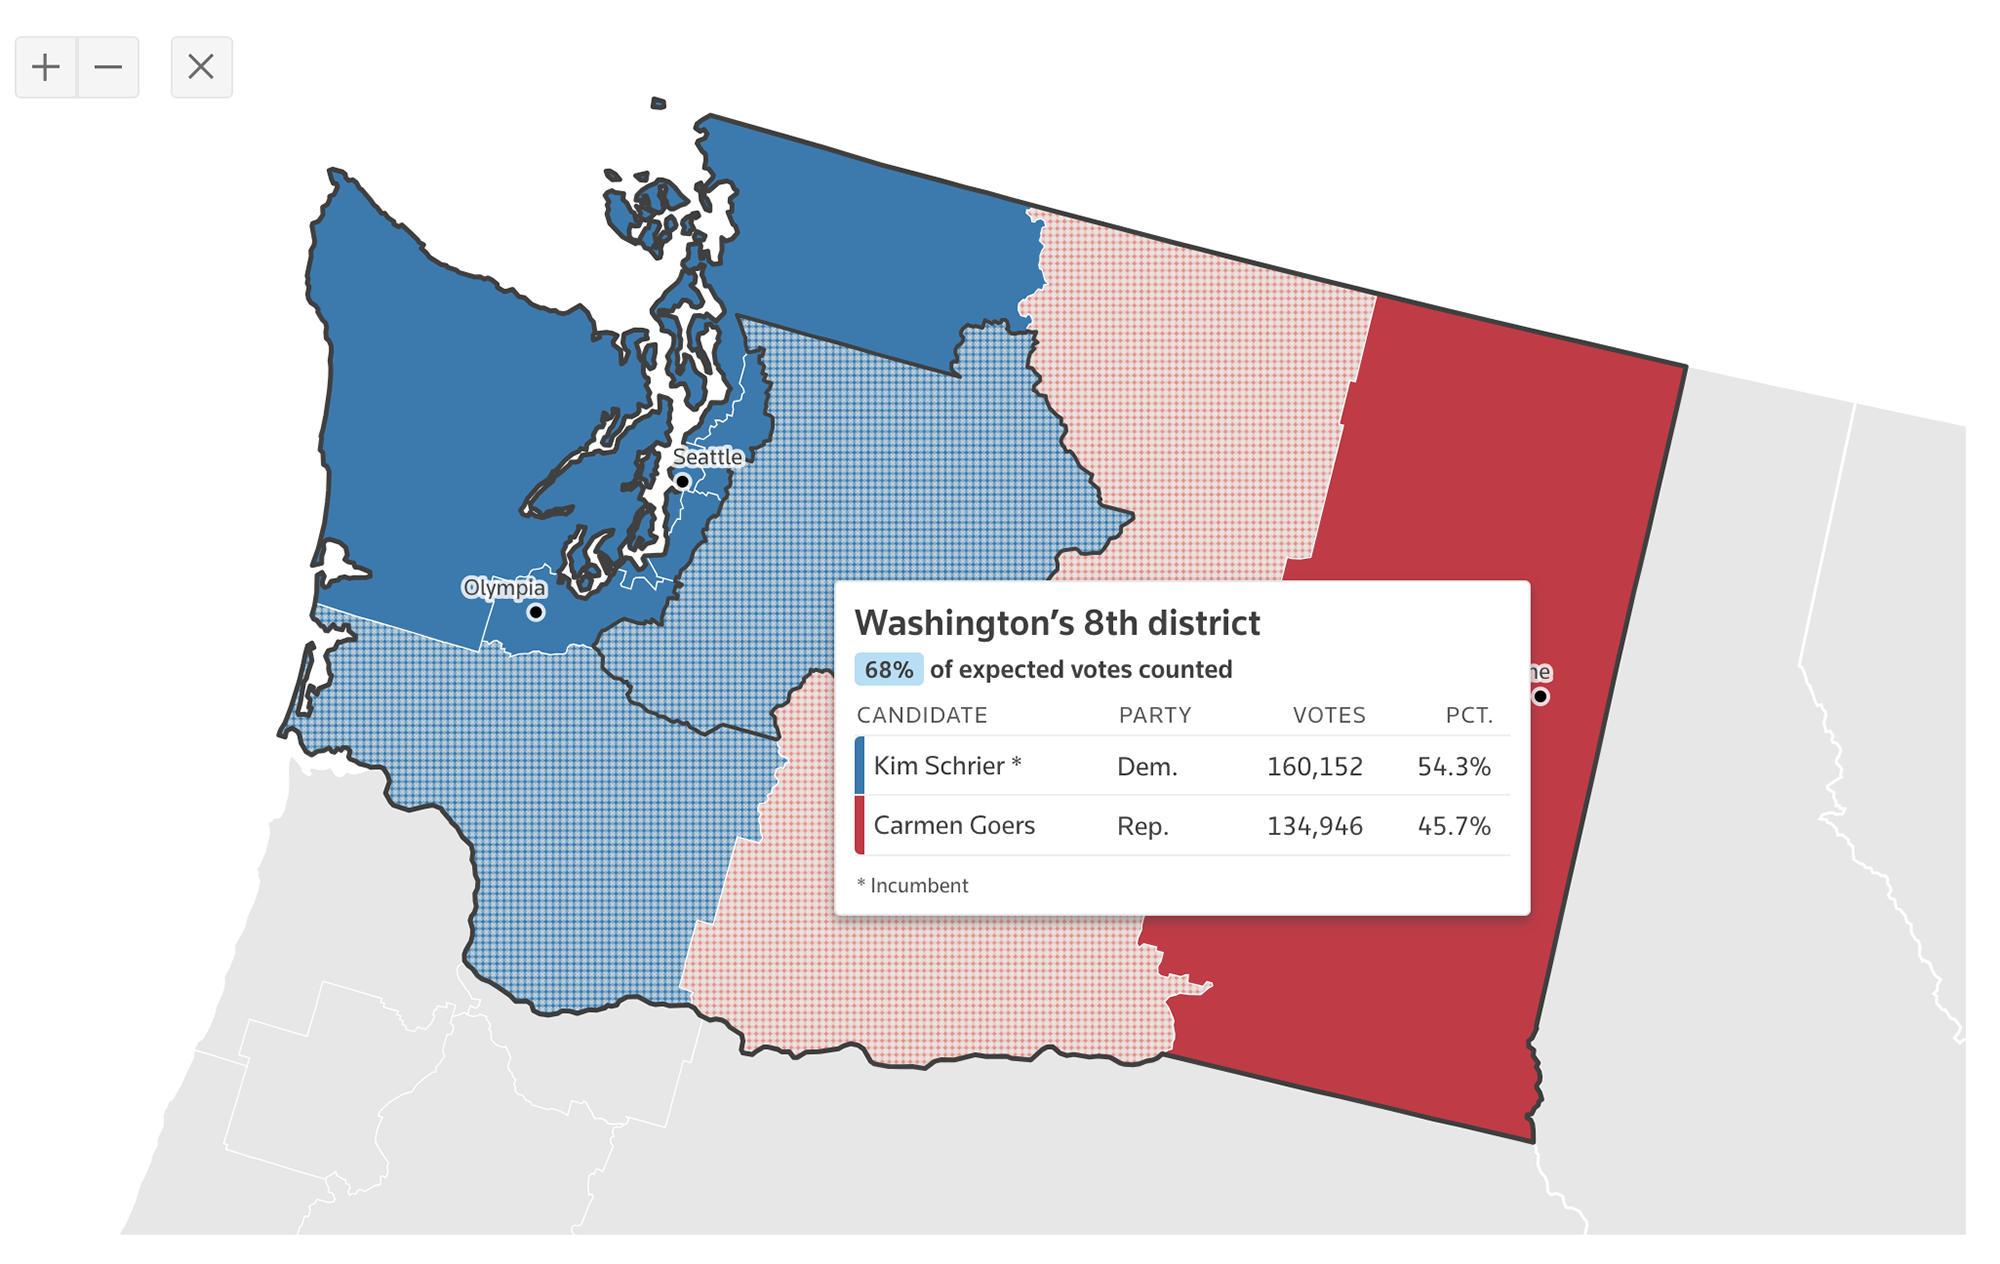 Seattle
Olympia
Washington’s 8th district
68% of expected votes counted
CANDIDATE PARTY VOTES PCT.
Kim Schrier * Dem. 160,152 54.3%
Carmen Goers Rep. 134,946 45.7%
* Incumbent